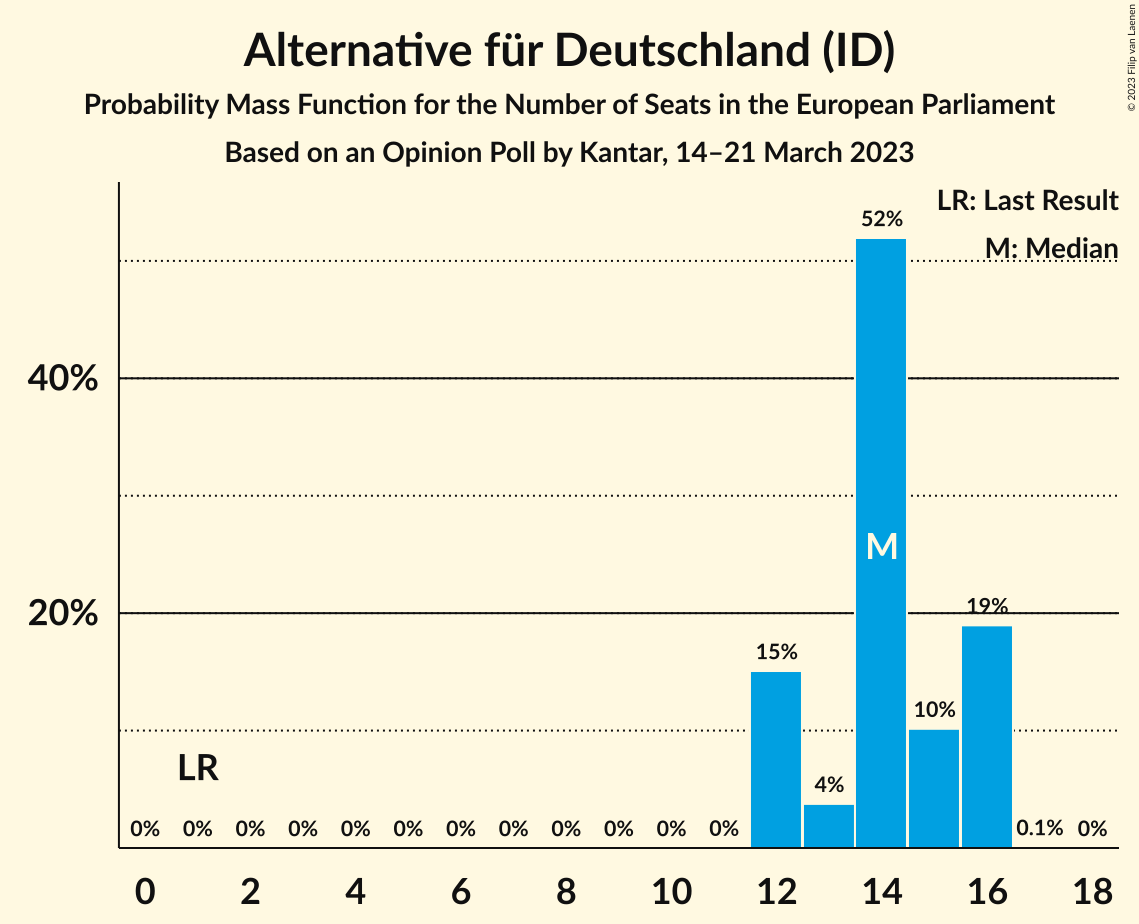 Alternative für Deutschland (ID)
Probability Mass Function for the Number of Seats in the European Parliament
Based on an Opinion Poll by Kantar, 14–21 March 2023
© 2023 Filip van Laenen
LR: Last Result
M: Median
52%
40%
M
20%
19%
15%
10%
LR
4%
0% 0% 0% 0% 0% 0% 0% 0% 0% 0% 0% 0% 0.1% 0%
0 2 4 6 8 10 12 14 16 18